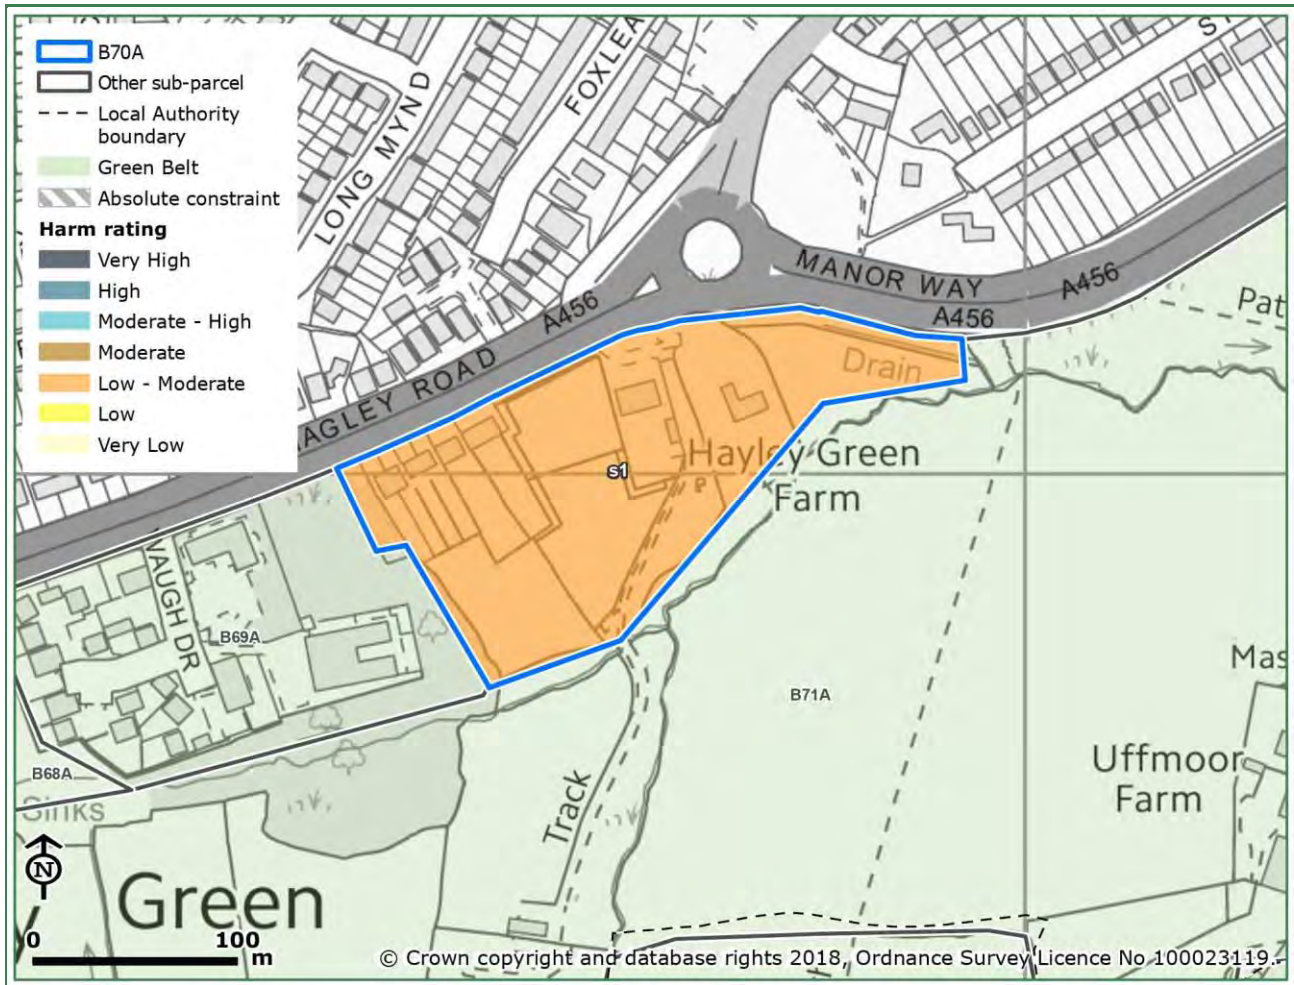 B70A
Other sub-parcel
Local Authority
boundary
Green Belt
Absolute constraint
Harm rating
Very High
High
Moderate - High
Moderate
Low - Moderate
Low
Very Low
LONG MYND
FOXLEA
S
A456
MANOR WAY
A456
A456
Pat
AGLEY ROAD
Drain
s1
Hayley Green
Farm
VAUGH DR
B69A
B71A
Mas
Uffmoor
Farm
B68A
Sinks
Track
N
Green
0 100
m
© Crown copyright and database rights 2018, Ordnance Survey Licence No 100023119.